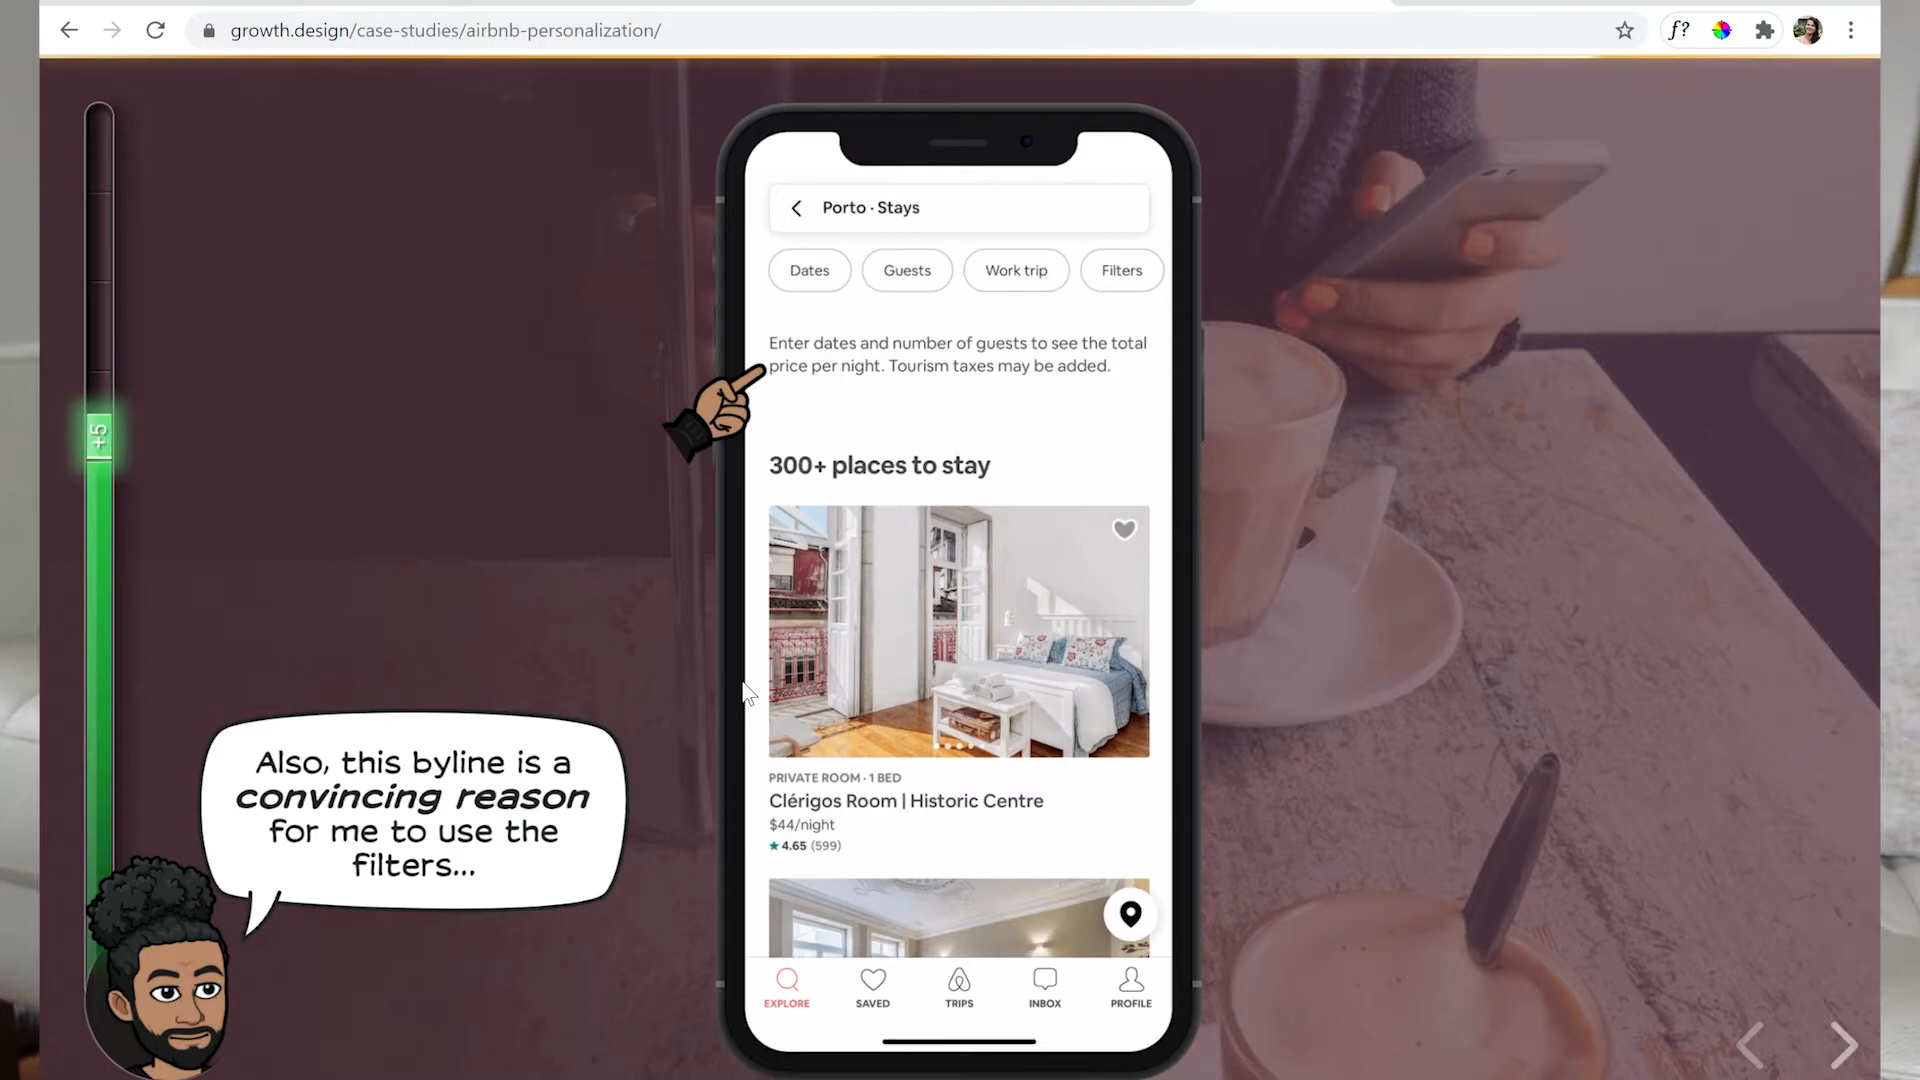 growth.design/case-studies/airbnb-personalization/
f?
Porto · Stays
Dates
Guests
Work trip
Filters
Enter dates and number of guests to see the total
price per night. Tourism taxes may be added.
+5
300+ places to stay
PRIVATE ROOM · 1 BED
Clérigos Room | Historic Centre
$44/night
★ 4.65 (599)
Also, this byline is a
convincing reason
for me to use the
filters...
EXPLORE
SAVED
TRIPS
INBOX
PROFILE